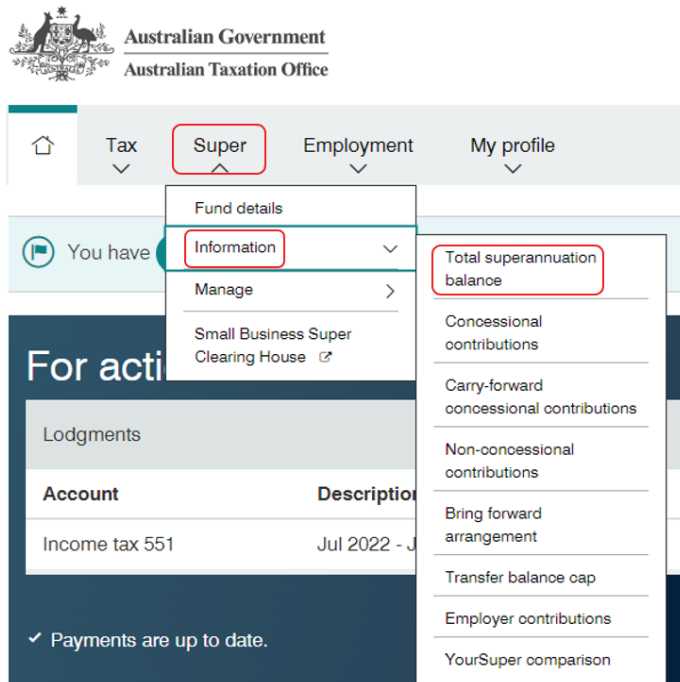 Australian Government
Australian Taxation Office
Tax
Super
Employment
My profile
Fund details
Information
Manage
Small Business Super
Clearing House
Total superannuation
balance
Concessional
contributions
Carry-forward
concessional contributions
Non-concessional
contributions
Bring forward
arrangement
Transfer balance cap
Employer contributions
YourSuper comparison
You have
For acti
Lodgments
Account Description
Income tax 551 Jul 2022 - J
Payments are up to date.